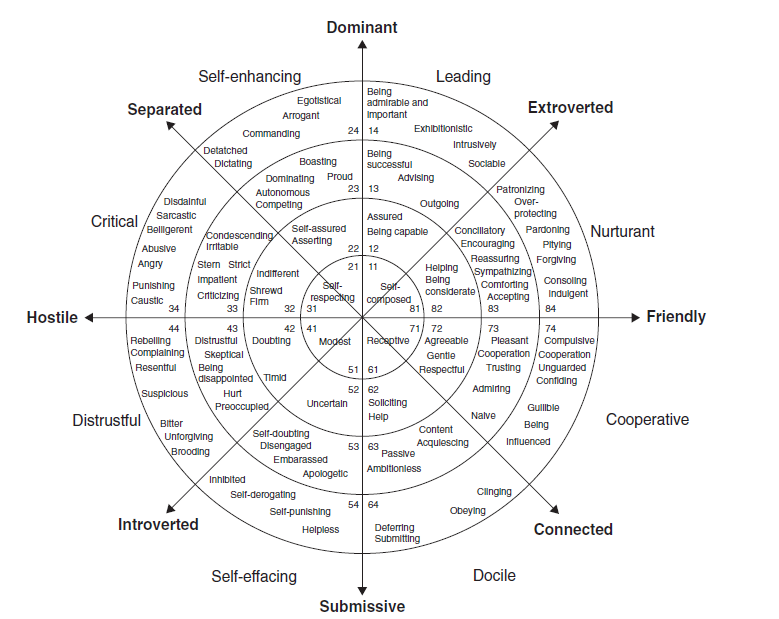 Dominant
Self-enhancing
Leading
Separated
Extroverted
Egotistical
Arrogant
Commanding
24
14
Being
admirable and
important
Exhibitionistic
Intrusively
Sociable
Detatched
Dictating
Boasting
Dominating
Proud
Autonomous
Competing
23
13
Being
successful
Advising
Outgoing
Patronizing
Over-
protecting
Pardoning
Pitying
Forgiving
Consoling
Indulgent
Critical
Nurturant
Disdainful
Sarcastic
Belligerent
Abusive
Angry
Punishing
Caustic
34
Condescending
Irritable
Stern
Strict
Impatient
Criticizing
33
Self-assured
Asserting
22
12
Assured
Being capable
Conciliatory
Encouraging
Reassuring
Sympathizing
Comforting
Accepting
83
84
Indifferent
Shrewd
Firm
32
31
21
11
Self-
respecting
Self-
composed
81
82
Helping
Being
considerate
Hostile
Friendly
44
Rebelling
Complaining
Resentful
Suspicious
Bitter
Unforgiving
Brooding
43
Distrustful
Skeptical
Being
disappointed
Hurt
Preoccupied
42
Doubting
Timid
41
Modest
51
61
Receptive
71
72
Agreeable
Gentle
Respectful
73
Pleasant
Cooperation
Trusting
Admiring
Naive
74
Compulsive
Cooperation
Unguarded
Confiding
Gullible
Being
Influenced
Distrustful
Cooperative
52
62
Uncertain
Soliciting
Help
Self-doubting
Disengaged
Embarassed
Apologetic
53
63
Content
Acquiescing
Passive
Ambitionless
Inhibited
Self-derogating
Self-punishing
Helpless
54
64
Clinging
Obeying
Deferring
Submitting
Introverted
Connected
Self-effacing
Docile
Submissive